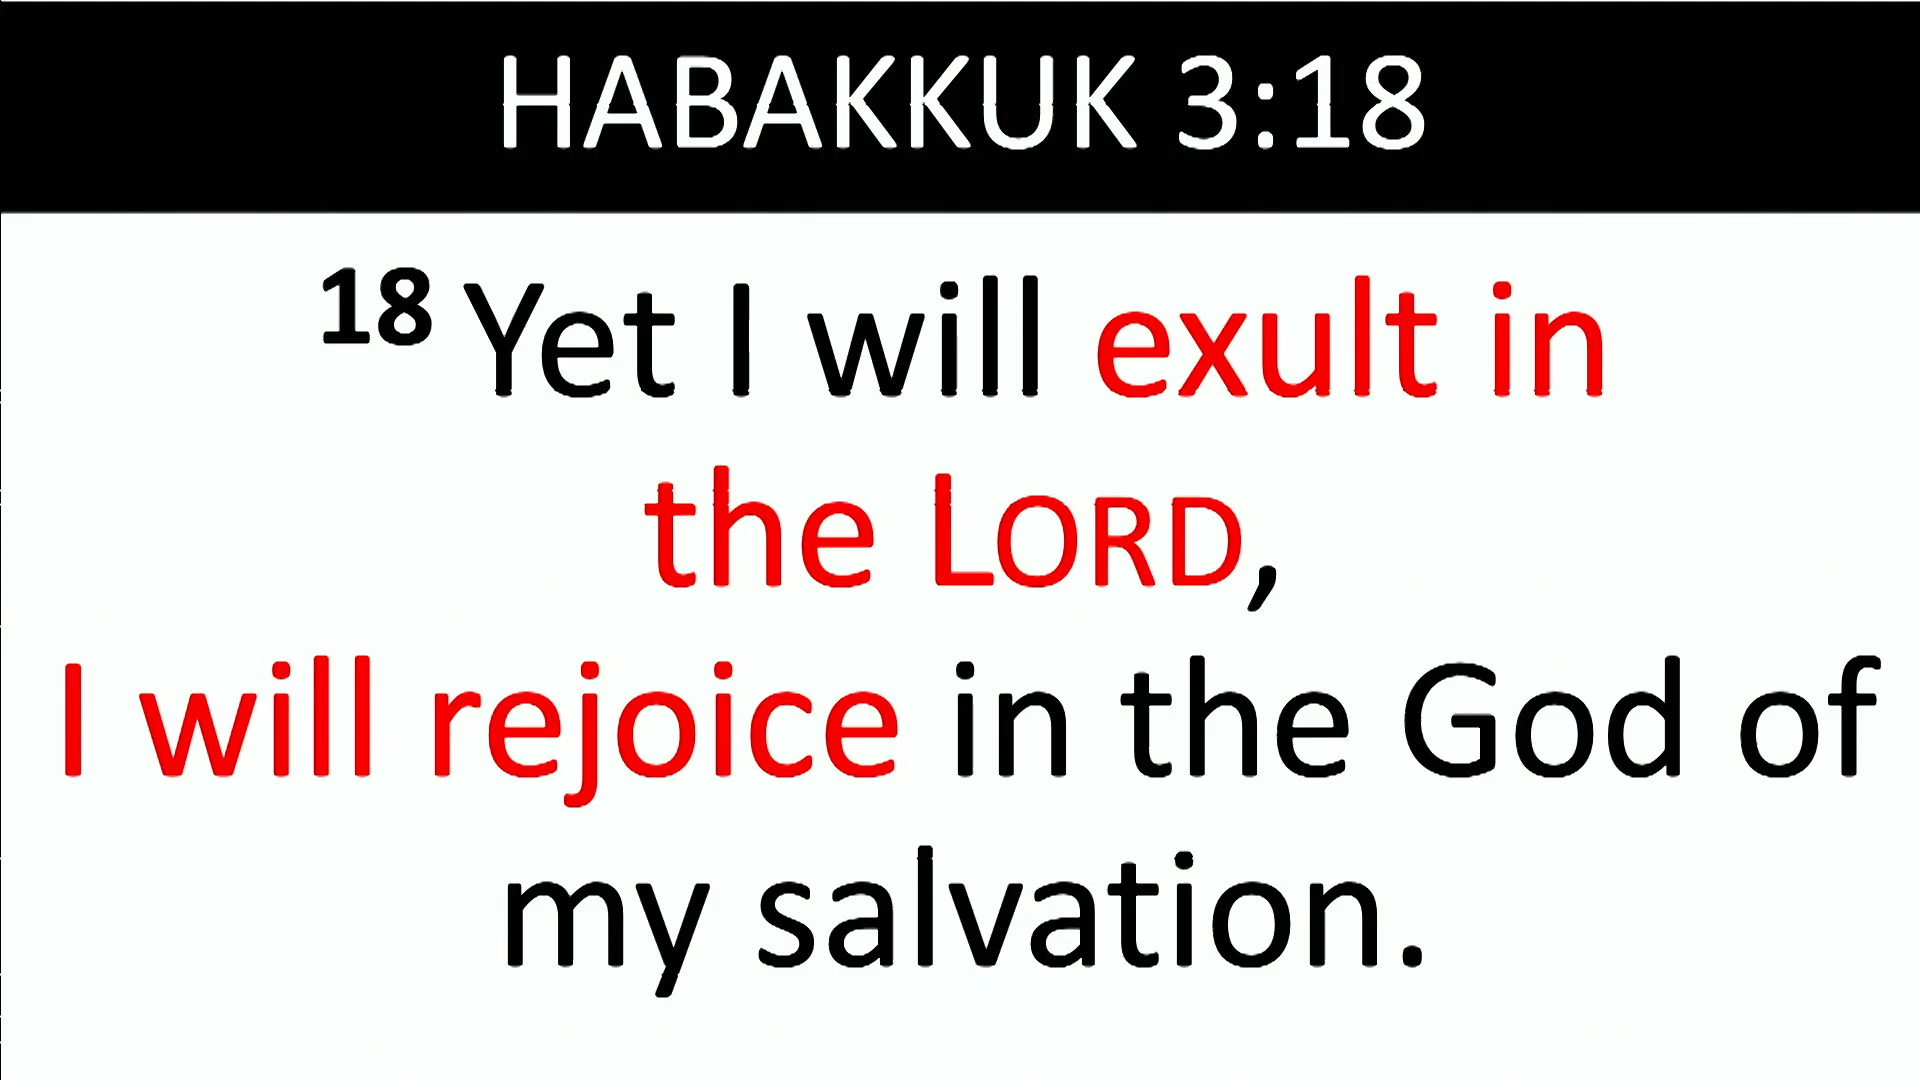 HABAKKUK 3:18
18 Yet I will exult in
the LORD,
I will rejoice in the God of
my salvation.